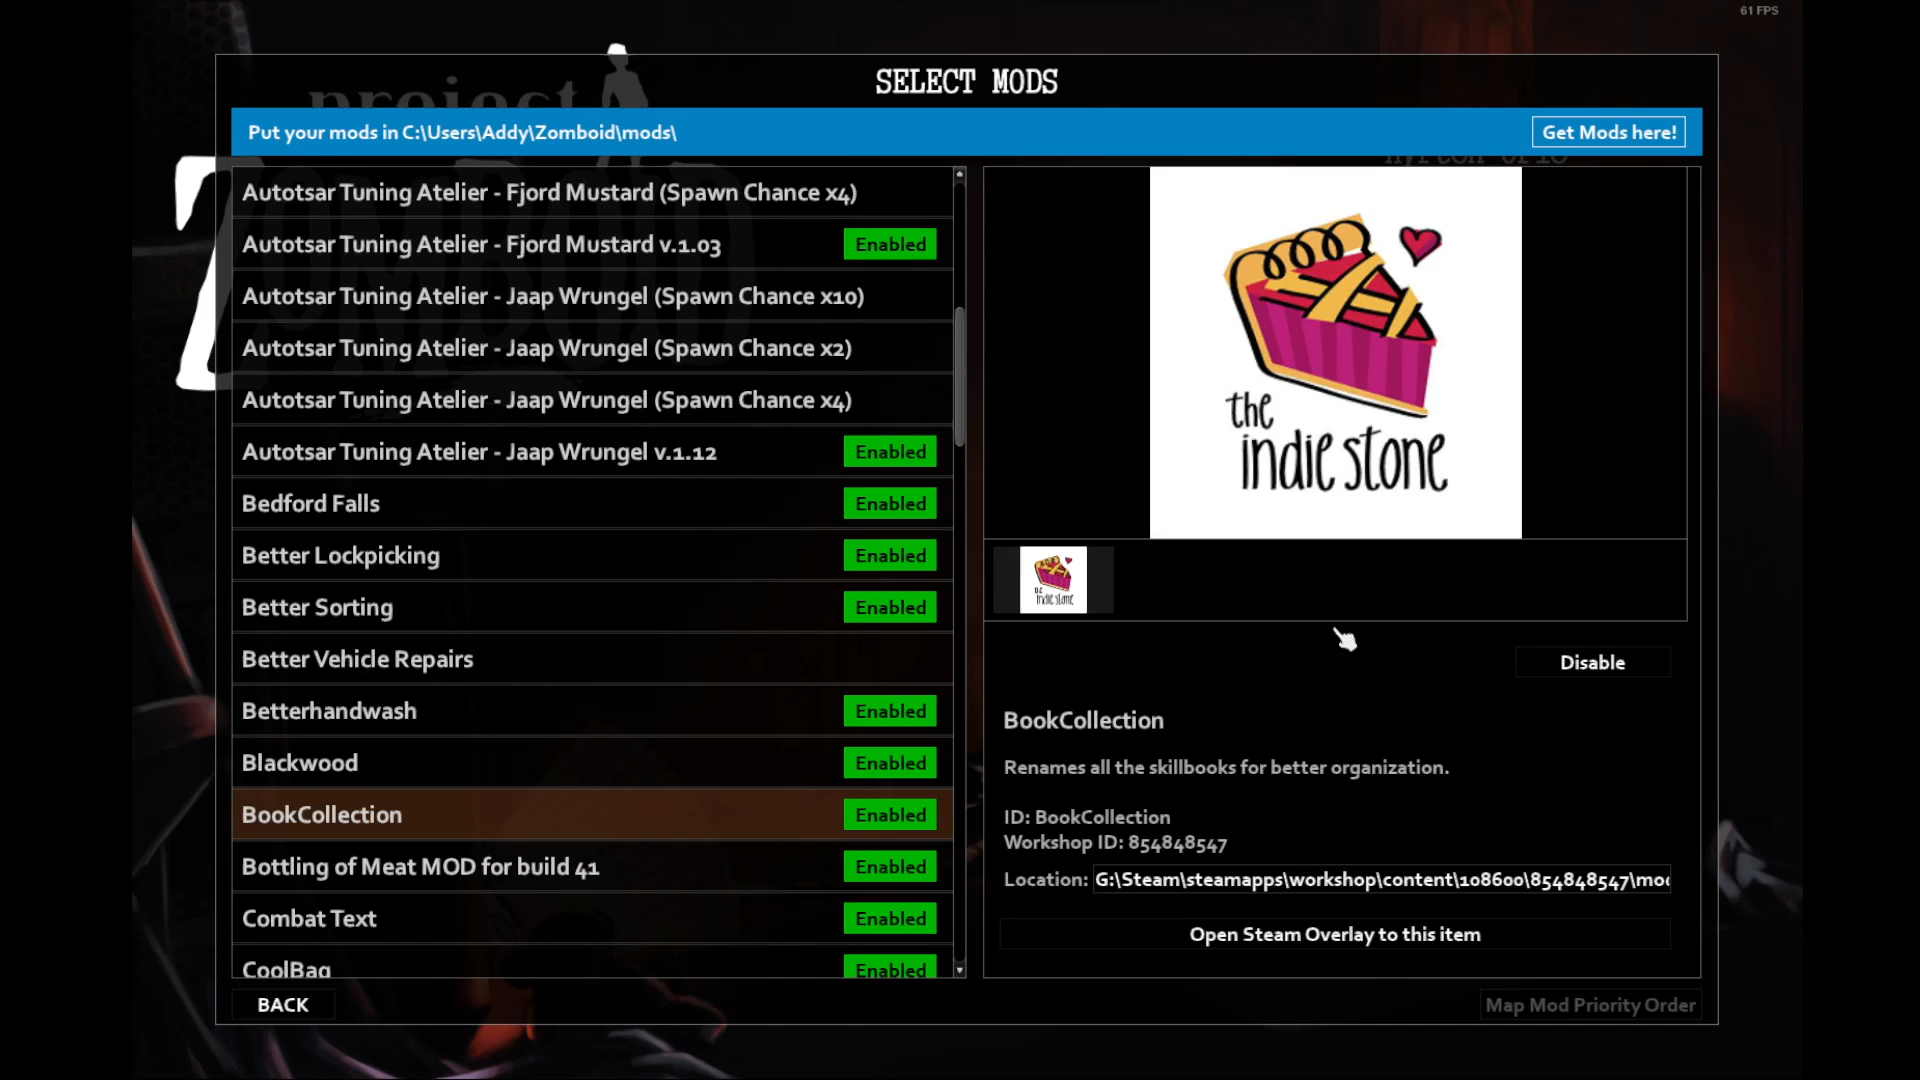 61 FPS
project
ZOMBOID
SELECT MODS
Put your mods in C:\Users\Addy\Zomboid\mods\
Get Mods here!
Autotsar Tuning Atelier - Fjord Mustard (Spawn Chance x4)
Autotsar Tuning Atelier - Fjord Mustard v.1.03 Enabled
Autotsar Tuning Atelier - Jaap Wrungel (Spawn Chance x10)
Autotsar Tuning Atelier - Jaap Wrungel (Spawn Chance x2)
Autotsar Tuning Atelier - Jaap Wrungel (Spawn Chance x4)
Autotsar Tuning Atelier - Jaap Wrungel v.1.12 Enabled
Bedford Falls Enabled
Better Lockpicking Enabled
Better Sorting Enabled
Better Vehicle Repairs
Betterhandwash Enabled
Blackwood Enabled
BookCollection Enabled
Bottling of Meat MOD for build 41 Enabled
Combat Text Enabled
CoolBag Enabled
the
indie stone
the
indie stone
Disable
BookCollection
Renames all the skillbooks for better organization.
ID: BookCollection
Workshop ID: 854848547
Location: G:\Steam\steamapps\workshop\content\108600\854848547\mo
Open Steam Overlay to this item
BACK
Map Mod Priority Order